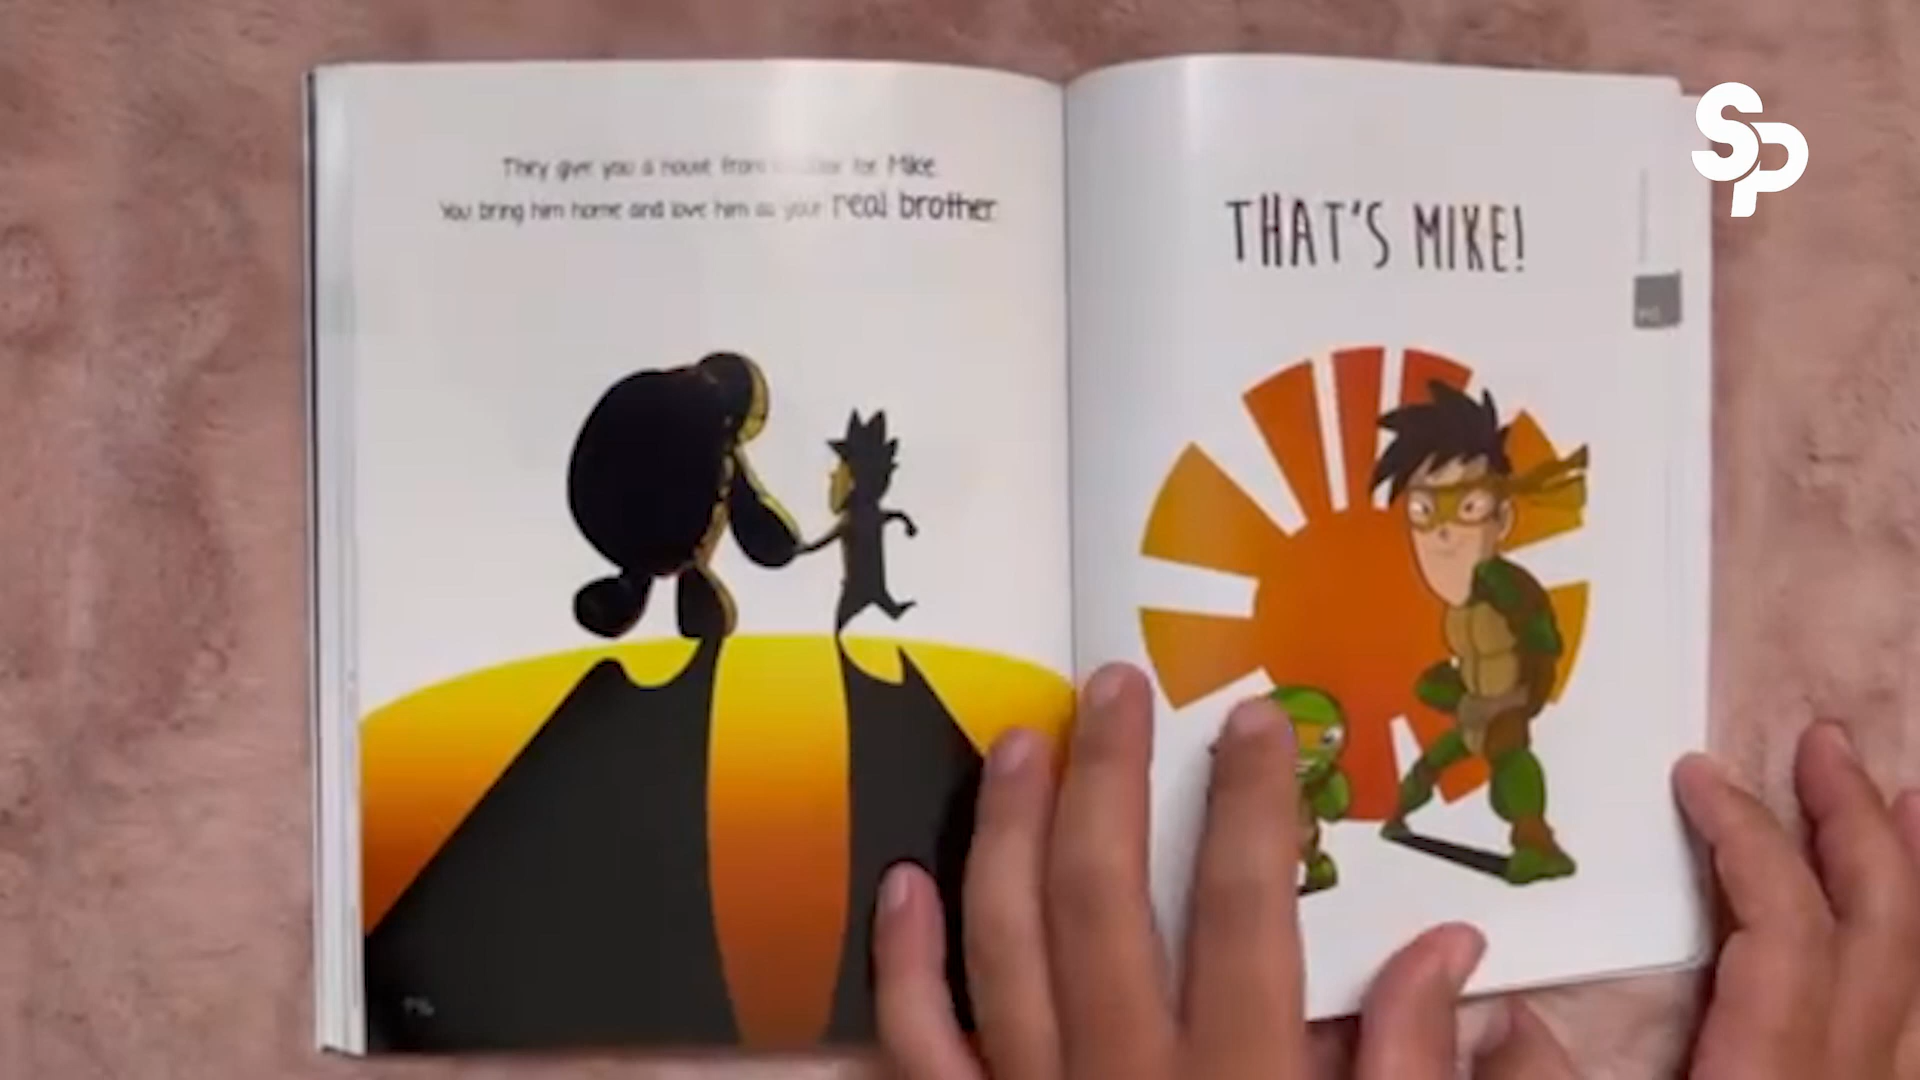 They give you a house from for Mike.
You bring him home and love him as your real brother.
THAT'S MIKE!
SP